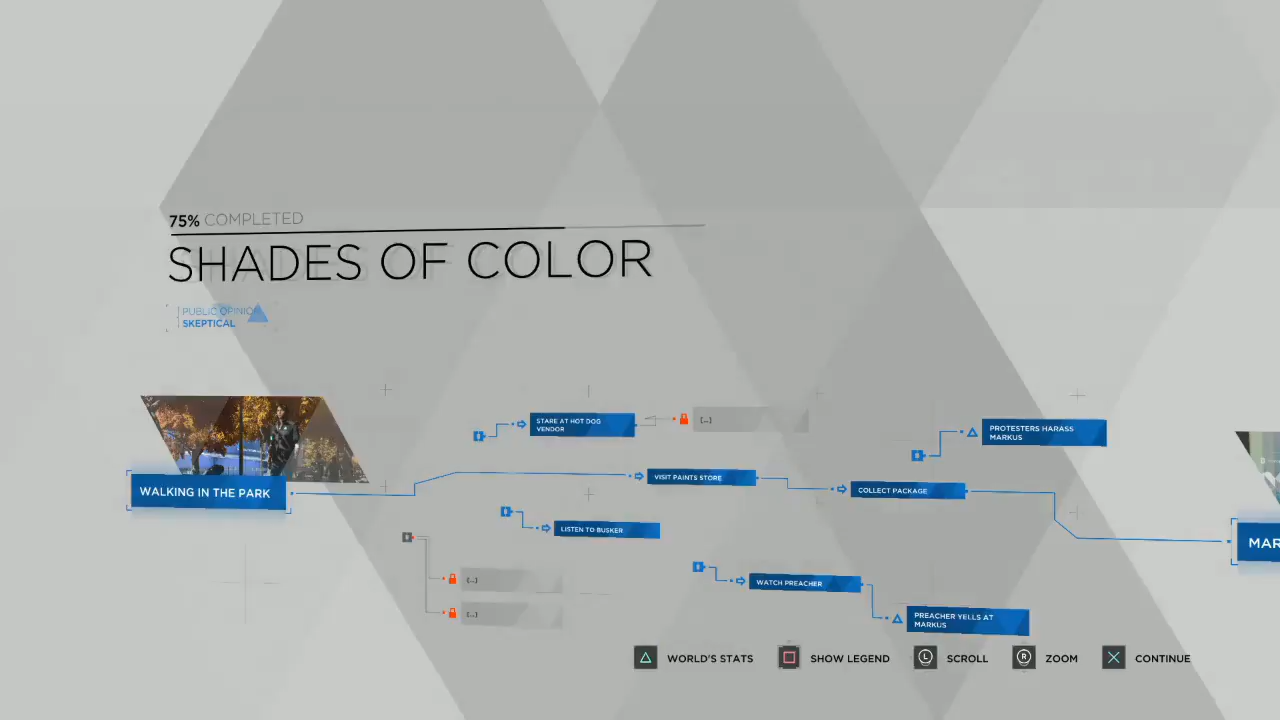 75% COMPLETED
SHADES OF COLOR
PUBLIC OPINION
SKEPTICAL
WALKING IN THE PARK
STARE AT HOT DOG
VENDOR
[...]
VISIT PAINTS STORE
COLLECT PACKAGE
PROTESTERS HARASS
MARKUS
LISTEN TO BUSKER
MAR
[...]
[...]
WATCH PREACHER
PREACHER YELLS AT
MARKUS
WORLD'S STATS
SHOW LEGEND
L SCROLL
R ZOOM
CONTINUE